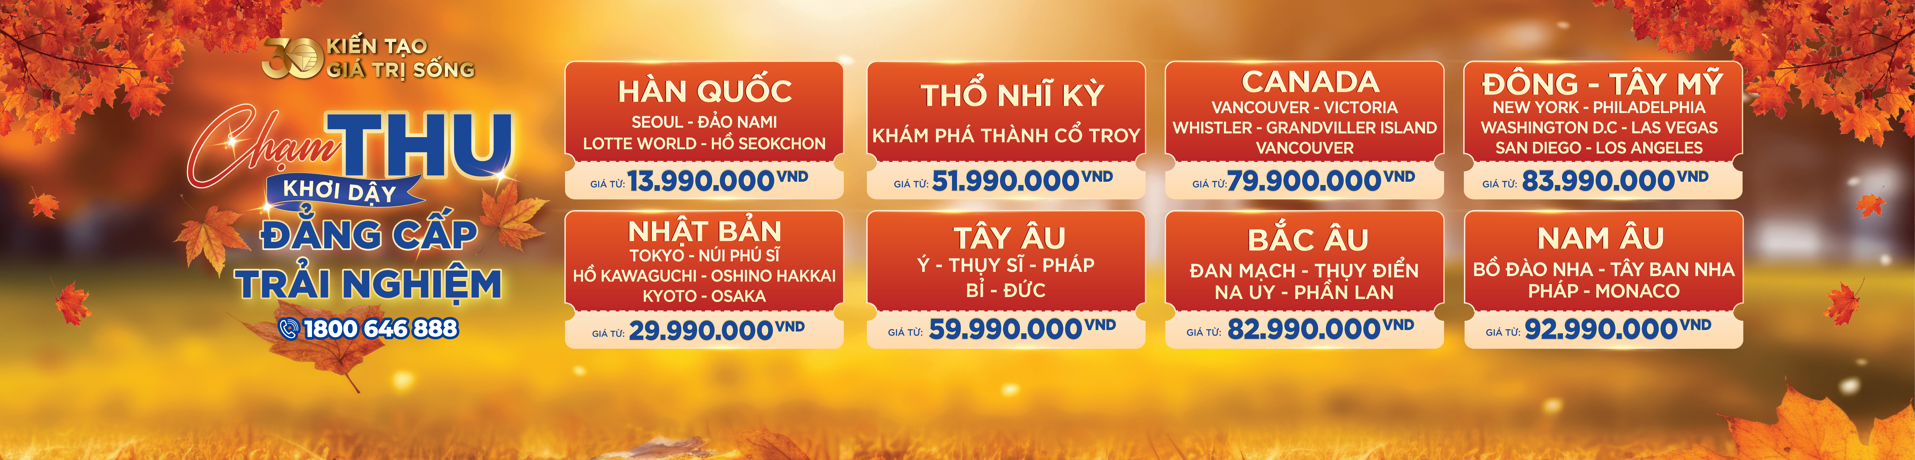 30 KIẾN TẠO
GIÁ TRỊ SỐNG
Chạm THU
KHƠI DẬY
ĐẲNG CẤP
TRẢI NGHIỆM
1800 646 888
HÀN QUỐC
SEOUL - ĐẢO NAMI
LOTTE WORLD - HỒ SEOKCHON
GIÁ TỪ: 13.990.000 VND
THỔ NHĨ KỲ
KHÁM PHÁ THÀNH CỔ TROY
GIÁ TỪ: 51.990.000 VND
CANADA
VANCOUVER - VICTORIA
WHISTLER - GRANDVILLER ISLAND
VANCOUVER
GIÁ TỪ: 79.900.000 VND
ĐÔNG - TÂY MỸ
NEW YORK - PHILADELPHIA
WASHINGTON D.C - LAS VEGAS
SAN DIEGO - LOS ANGELES
GIÁ TỪ: 83.990.000 VND
NHẬT BẢN
TOKYO - NÚI PHÚ SĨ
HỒ KAWAGUCHI - OSHINO HAKKAI
KYOTO - OSAKA
GIÁ TỪ: 29.990.000 VND
TÂY ÂU
Ý - THỤY SĨ - PHÁP
BỈ - ĐỨC
GIÁ TỪ: 59.990.000 VND
BẮC ÂU
ĐAN MẠCH - THỤY ĐIỂN
NA UY - PHẦN LAN
GIÁ TỪ: 82.990.000 VND
NAM ÂU
BỒ ĐÀO NHA - TÂY BAN NHA
PHÁP - MONACO
GIÁ TỪ: 92.990.000 VND